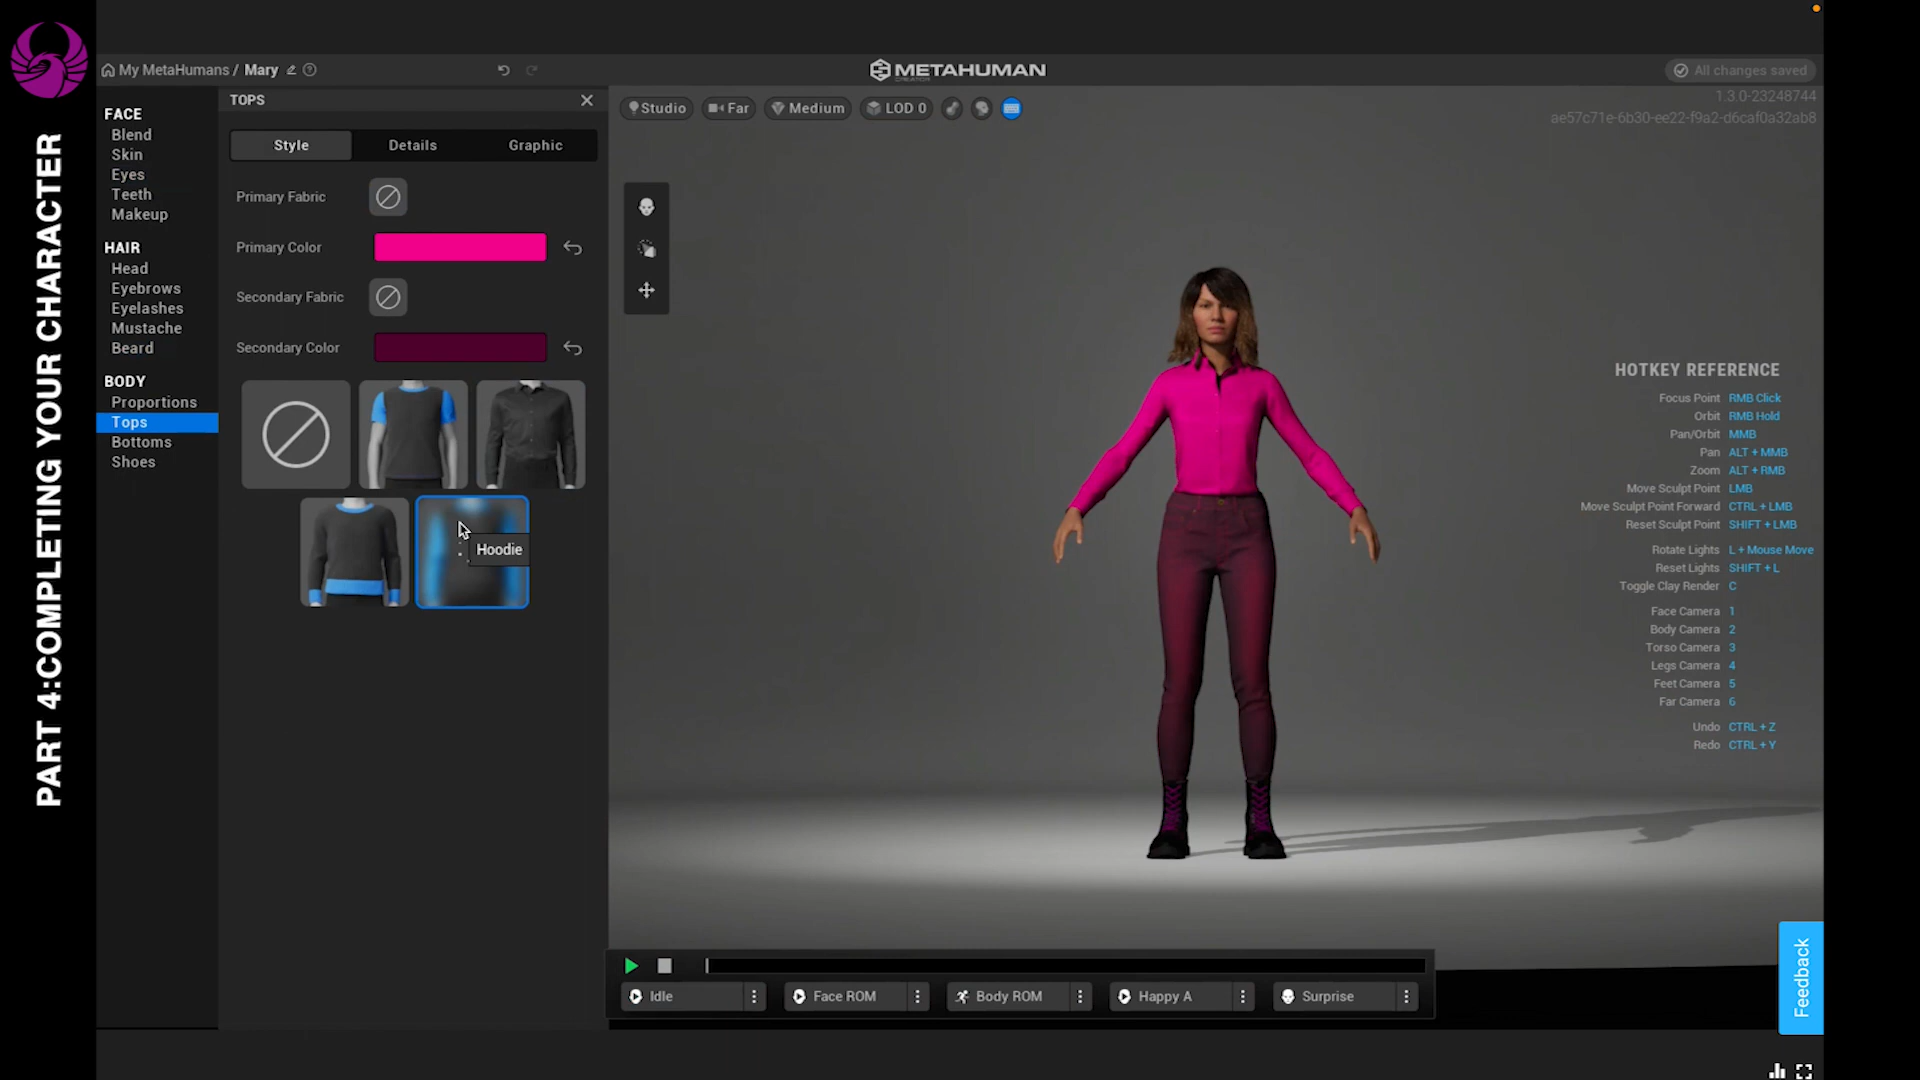 PART 4:COMPLETING YOUR CHARACTER
My MetaHumans / Mary
METAHUMAN
CREATOR
All changes saved
1.3.0-23248744
ae57c71e-6b30-ee22-f9a2-d6caf0a32ab8
FACE
Blend
Skin
Eyes
Teeth
Makeup
HAIR
Head
Eyebrows
Eyelashes
Mustache
Beard
BODY
Proportions
Tops
Bottoms
Shoes
TOPS
Style
Details
Graphic
Primary Fabric
Primary Color
Secondary Fabric
Secondary Color
Hoodie
Studio
Far
Medium
LOD 0
HOTKEY REFERENCE
Focus Point RMB Click
Orbit RMB Hold
Pan/Orbit MMB
Pan ALT + MMB
Zoom ALT + RMB
Move Sculpt Point LMB
Move Sculpt Point Forward CTRL + LMB
Reset Sculpt Point SHIFT + LMB
Rotate Lights L + Mouse Move
Reset Lights SHIFT + L
Toggle Clay Render C
Face Camera 1
Body Camera 2
Torso Camera 3
Legs Camera 4
Feet Camera 5
Far Camera 6
Undo CTRL + Z
Redo CTRL + Y
Idle
Face ROM
Body ROM
Happy A
Surprise
Feedback